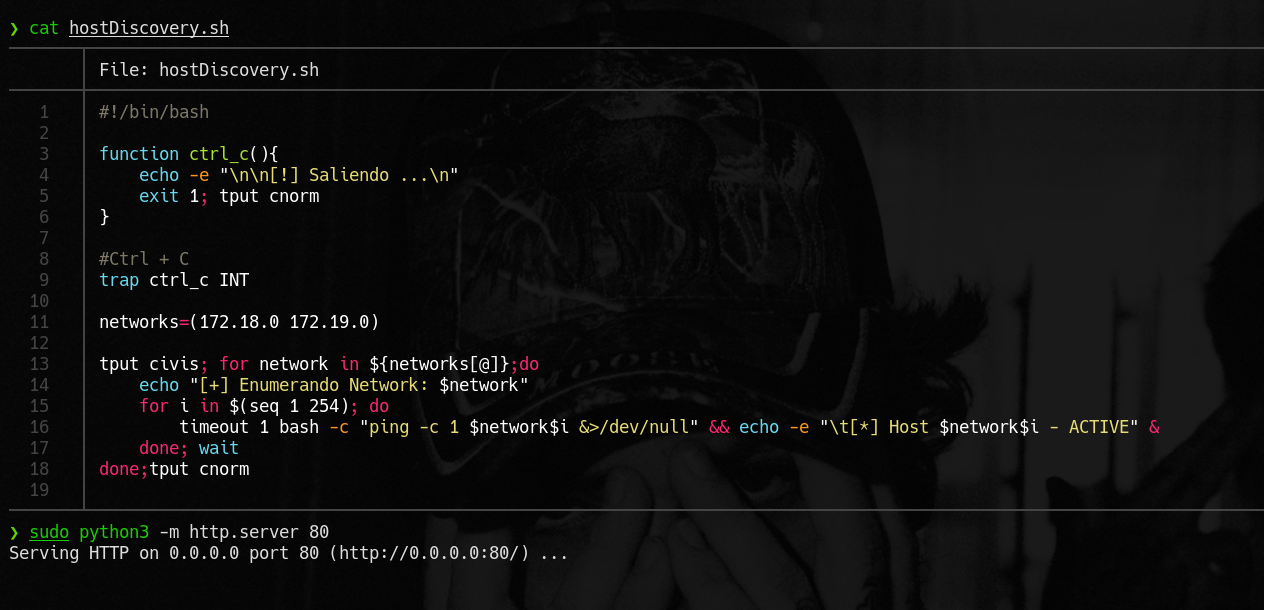 ❯ cat hostDiscovery.sh
File: hostDiscovery.sh
1 #!/bin/bash
2
3 function ctrl_c(){
4     echo -e "\n\n[!] Saliendo ...\n"
5     exit 1; tput cnorm
6 }
7
8 #Ctrl + C
9 trap ctrl_c INT
10
11 networks=(172.18.0 172.19.0)
12
13 tput civis; for network in ${networks[@]};do
14     echo "[+] Enumerando Network: $network"
15     for i in $(seq 1 254); do
16         timeout 1 bash -c "ping -c 1 $network$i &>/dev/null" && echo -e "\t[*] Host $network$i - ACTIVE" &
17     done; wait
18 done;tput cnorm
19
❯ sudo python3 -m http.server 80
Serving HTTP on 0.0.0.0 port 80 (http://0.0.0.0:80/) ...